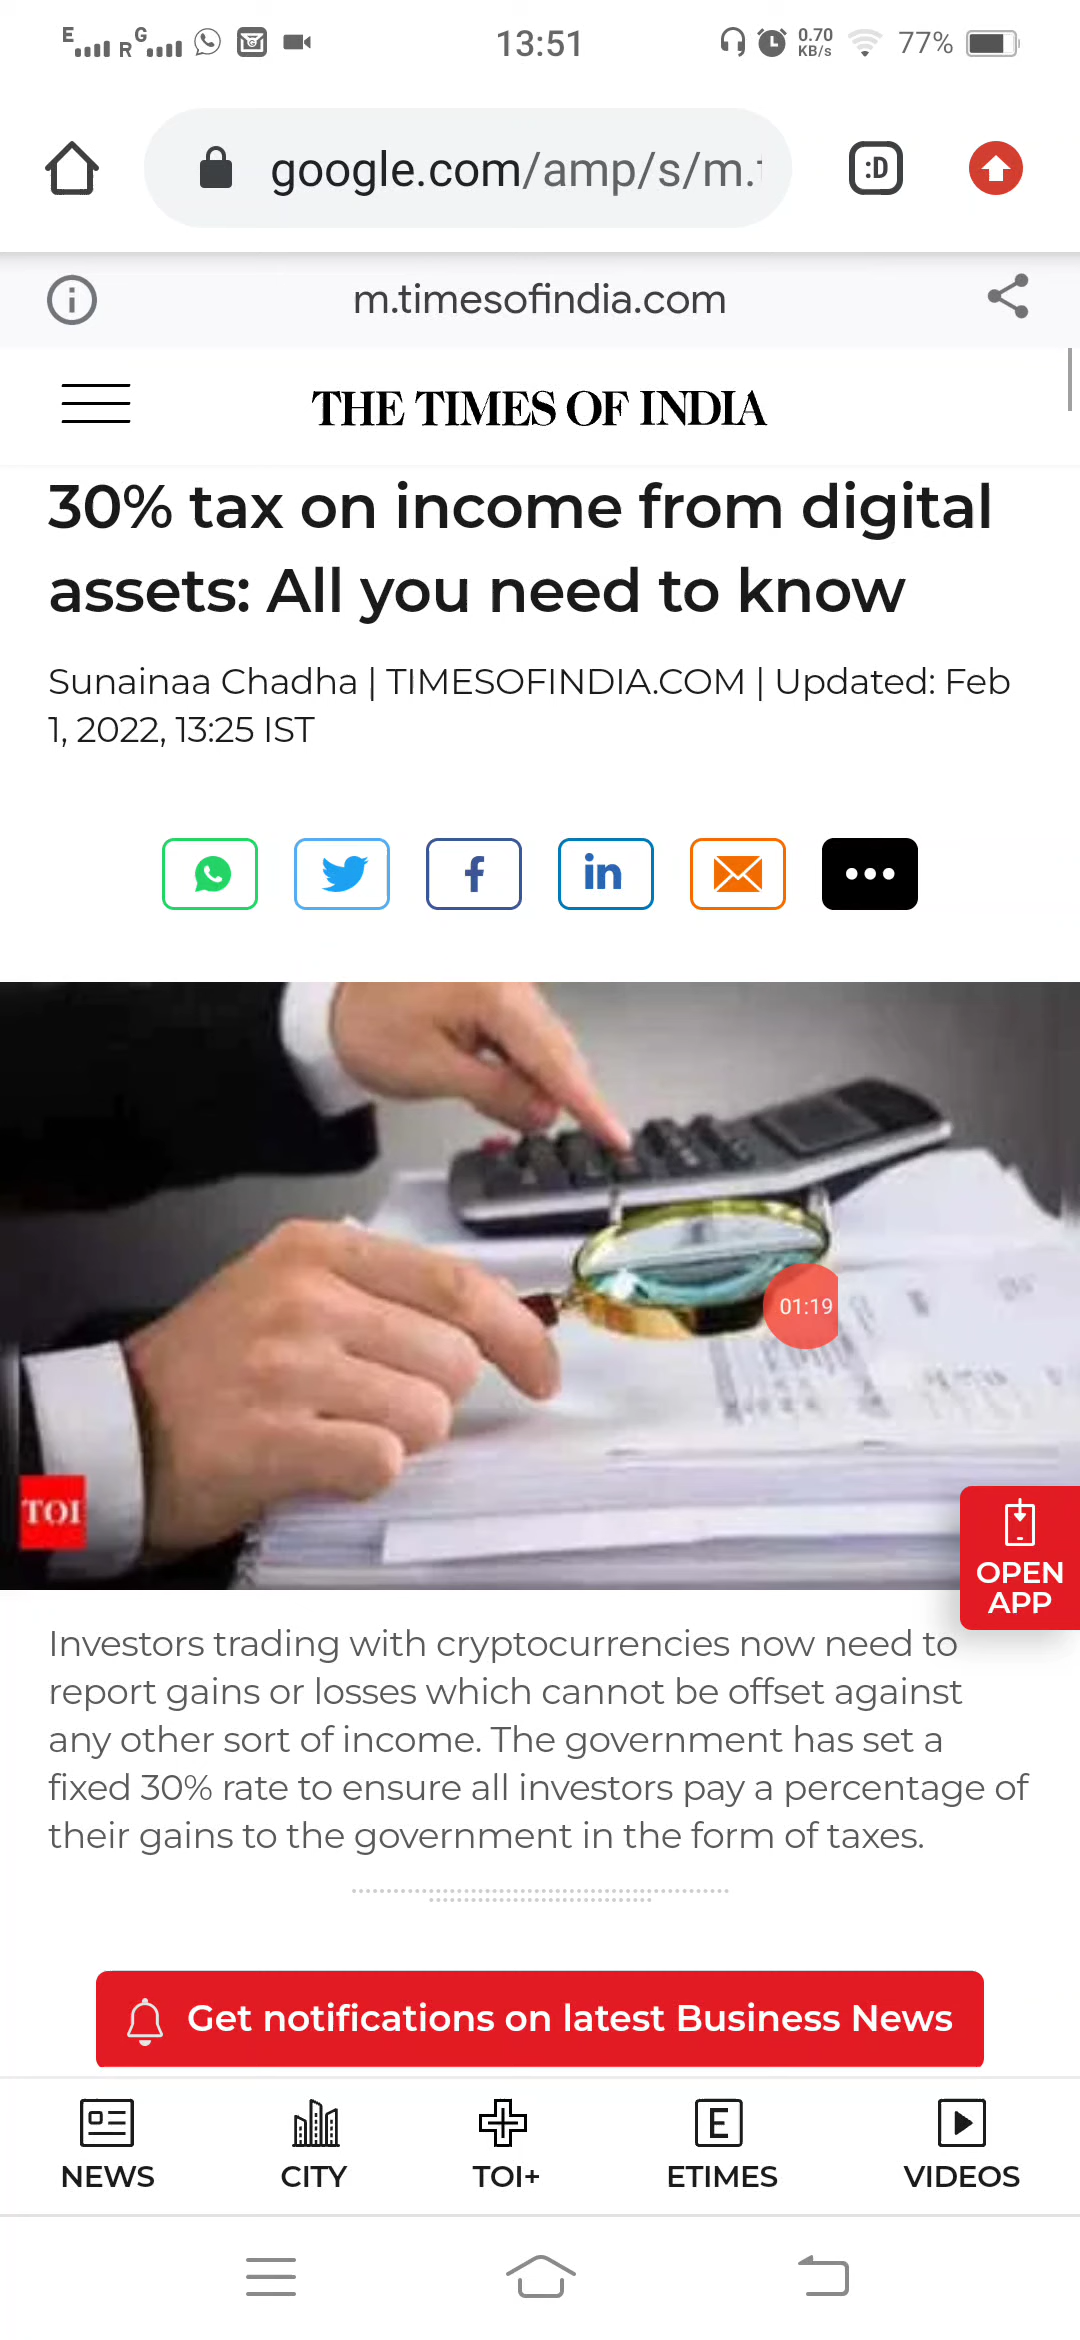 E R G 13:51 0.70 KB/s 77%
google.com/amp/s/m. :D
m.timesofindia.com
THE TIMES OF INDIA
30% tax on income from digital
assets: All you need to know
Sunainaa Chadha | TIMESOFINDIA.COM | Updated: Feb
1, 2022, 13:25 IST
f in
01:19
TOI
OPEN
APP
Investors trading with cryptocurrencies now need to
report gains or losses which cannot be offset against
any other sort of income. The government has set a
fixed 30% rate to ensure all investors pay a percentage of
their gains to the government in the form of taxes.
Get notifications on latest Business News
E
NEWS CITY TOI+ ETIMES VIDEOS